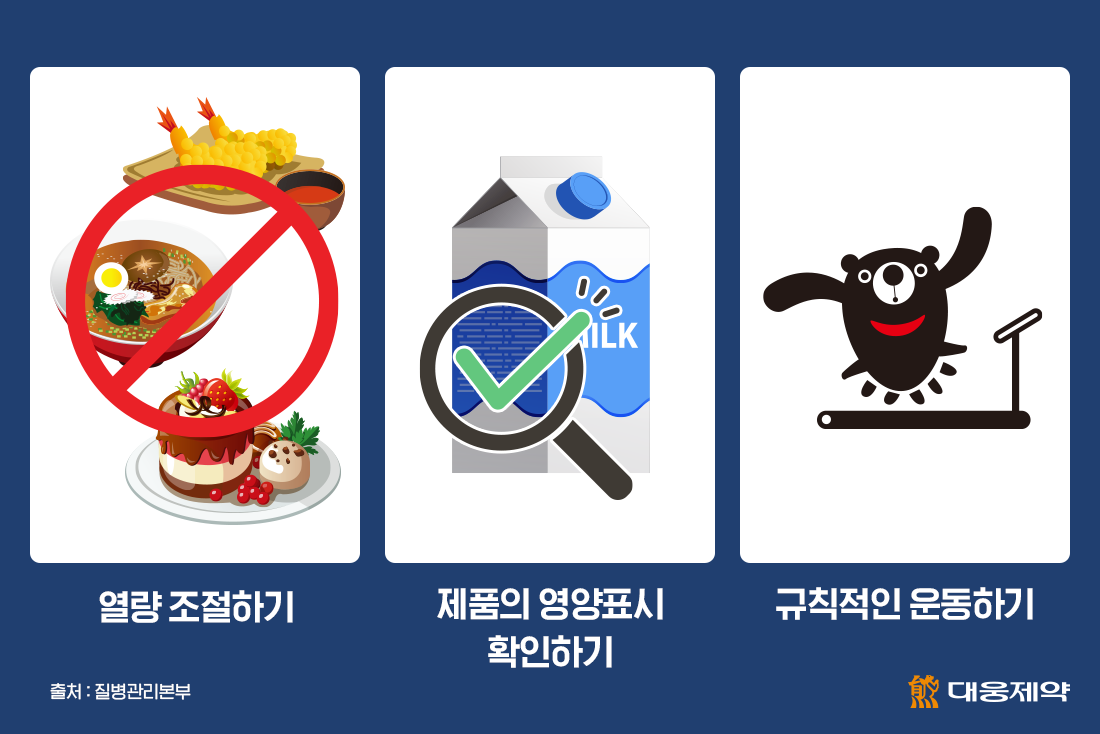 MILK
열량 조절하기
제품의 영양표시
확인하기
규칙적인 운동하기
출처 : 질병관리본부
대웅제약